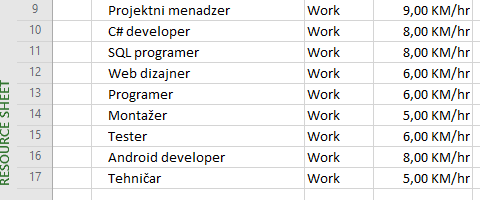 9 Projektni menadzer Work 9,00 KM/hr
10 C# developer Work 8,00 KM/hr
11 SQL programer Work 8,00 KM/hr
12 Web dizajner Work 6,00 KM/hr
13 Programer Work 6,00 KM/hr
14 Montažer Work 5,00 KM/hr
15 Tester Work 6,00 KM/hr
16 Android developer Work 8,00 KM/hr
17 Tehničar Work 5,00 KM/hr
RESOURCE SHEET